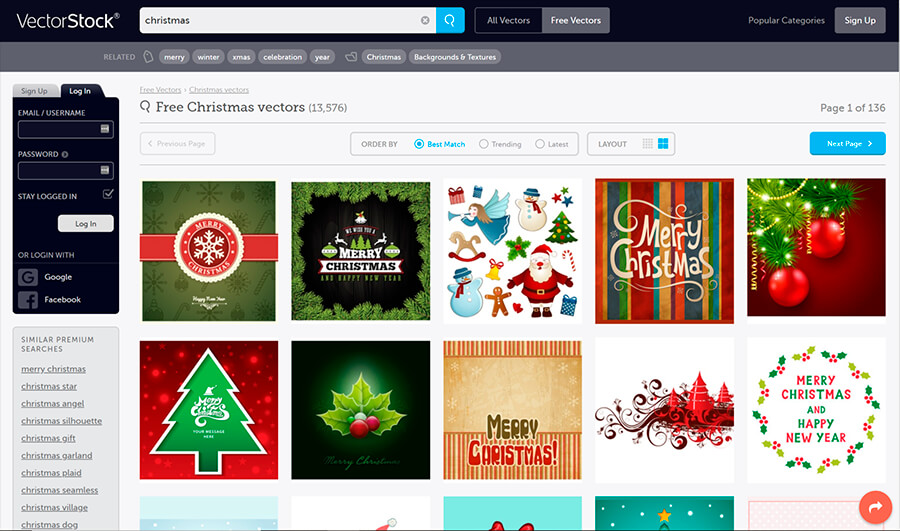 VectorStock®
christmas
All Vectors
Free Vectors
Popular Categories
Sign Up
RELATED
merry
winter
xmas
celebration
year
Christmas
Backgrounds & Textures
Sign Up
Log In
EMAIL / USERNAME
PASSWORD
STAY LOGGED IN
Log In
OR LOGIN WITH
Google
Facebook
SIMILAR PREMIUM
SEARCHES
merry christmas
christmas star
christmas angel
christmas silhouette
christmas gift
christmas garland
christmas plaid
christmas seamless
christmas village
christmas dog
Free Vectors › Christmas vectors
Free Christmas vectors (13,576)
Page 1 of 136
Previous Page
ORDER BY
Best Match
Trending
Latest
LAYOUT
Next Page
MERRY
CHRISTMAS
Happy New Year
WE WISH YOU A
MERRY
CHRISTMAS
AND HAPPY NEW YEAR
Merry
Christmas
Merry
Christmas
YOUR MESSAGE
HERE
Merry Christmas
MERRY
CHRISTMAS!
MERRY
CHRISTMAS
AND
HAPPY
NEW YEAR